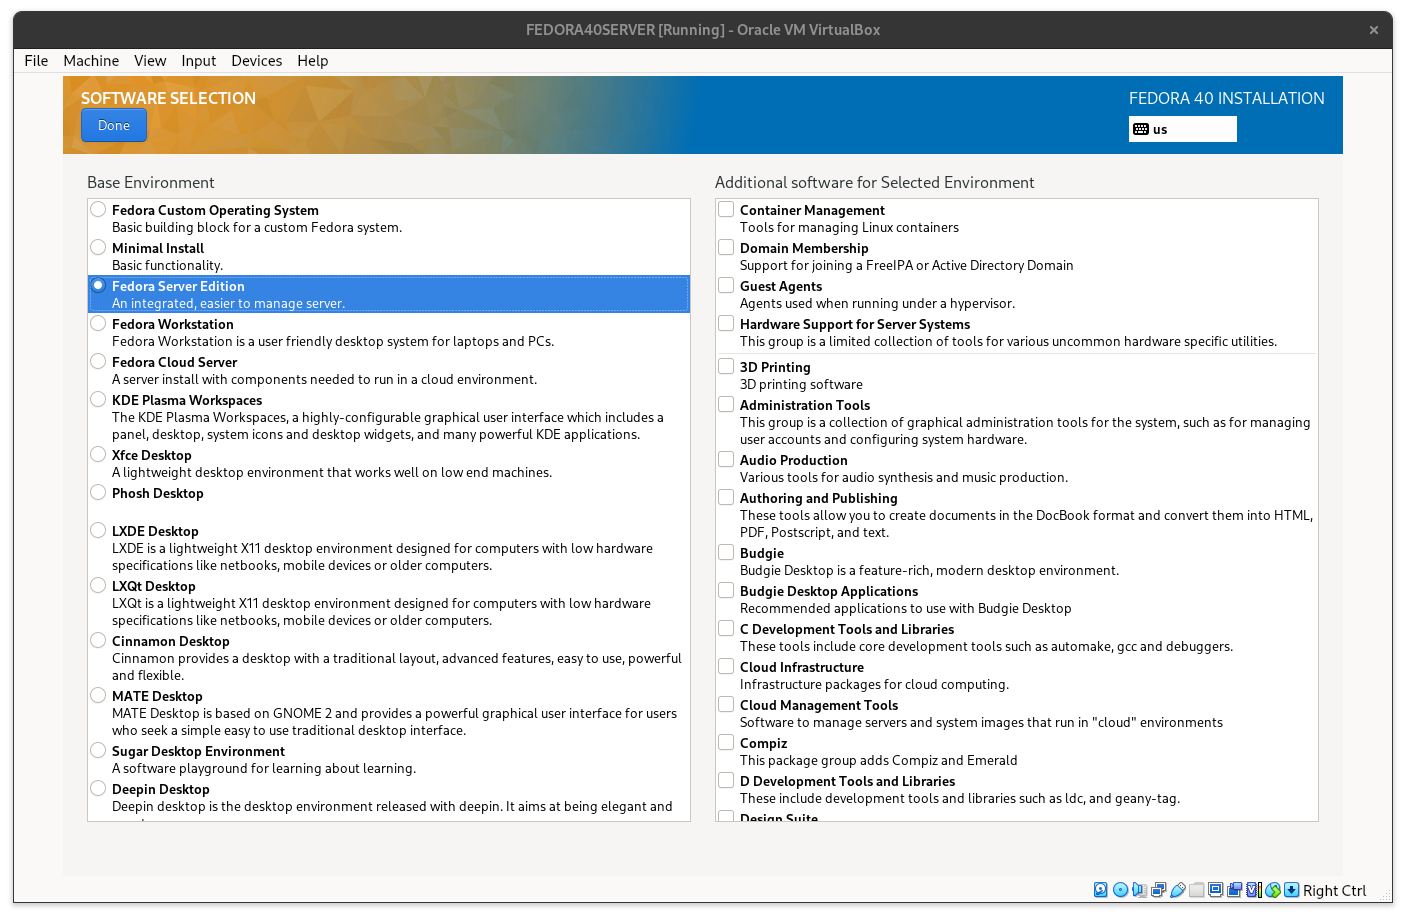 FEDORA40SERVER [Running] - Oracle VM VirtualBox
File Machine View Input Devices Help
SOFTWARE SELECTION
Done
FEDORA 40 INSTALLATION
us
Base Environment
Fedora Custom Operating System
Basic building block for a custom Fedora system.
Minimal Install
Basic functionality.
Fedora Server Edition
An integrated, easier to manage server.
Fedora Workstation
Fedora Workstation is a user friendly desktop system for laptops and PCs.
Fedora Cloud Server
A server install with components needed to run in a cloud environment.
KDE Plasma Workspaces
The KDE Plasma Workspaces, a highly-configurable graphical user interface which includes a
panel, desktop, system icons and desktop widgets, and many powerful KDE applications.
Xfce Desktop
A lightweight desktop environment that works well on low end machines.
Phosh Desktop
LXDE Desktop
LXDE is a lightweight X11 desktop environment designed for computers with low hardware
specifications like netbooks, mobile devices or older computers.
LXQt Desktop
LXQt is a lightweight X11 desktop environment designed for computers with low hardware
specifications like netbooks, mobile devices or older computers.
Cinnamon Desktop
Cinnamon provides a desktop with a traditional layout, advanced features, easy to use, powerful
and flexible.
MATE Desktop
MATE Desktop is based on GNOME 2 and provides a powerful graphical user interface for users
who seek a simple easy to use traditional desktop interface.
Sugar Desktop Environment
A software playground for learning about learning.
Deepin Desktop
Deepin desktop is the desktop environment released with deepin. It aims at being elegant and
Additional software for Selected Environment
Container Management
Tools for managing Linux containers
Domain Membership
Support for joining a FreeIPA or Active Directory Domain
Guest Agents
Agents used when running under a hypervisor.
Hardware Support for Server Systems
This group is a limited collection of tools for various uncommon hardware specific utilities.
3D Printing
3D printing software
Administration Tools
This group is a collection of graphical administration tools for the system, such as for managing
user accounts and configuring system hardware.
Audio Production
Various tools for audio synthesis and music production.
Authoring and Publishing
These tools allow you to create documents in the DocBook format and convert them into HTML,
PDF, Postscript, and text.
Budgie
Budgie Desktop is a feature-rich, modern desktop environment.
Budgie Desktop Applications
Recommended applications to use with Budgie Desktop
C Development Tools and Libraries
These tools include core development tools such as automake, gcc and debuggers.
Cloud Infrastructure
Infrastructure packages for cloud computing.
Cloud Management Tools
Software to manage servers and system images that run in "cloud" environments
Compiz
This package group adds Compiz and Emerald
D Development Tools and Libraries
These include development tools and libraries such as ldc, and geany-tag.
Design Suite
Right Ctrl